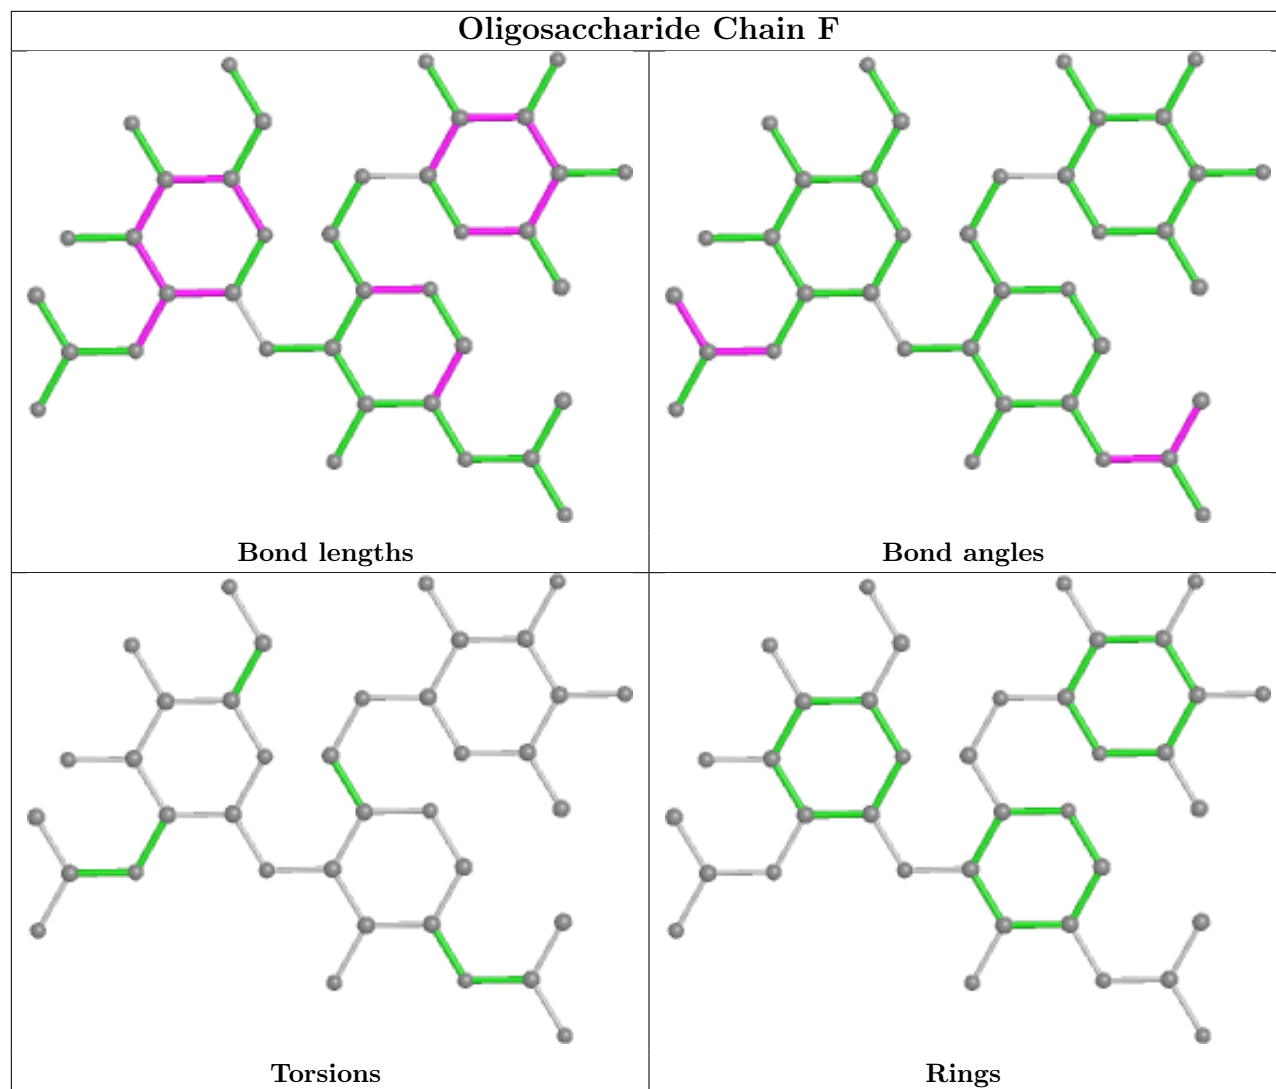 Oligosaccharide Chain F
Bond lengths
Bond angles
Torsions
Rings